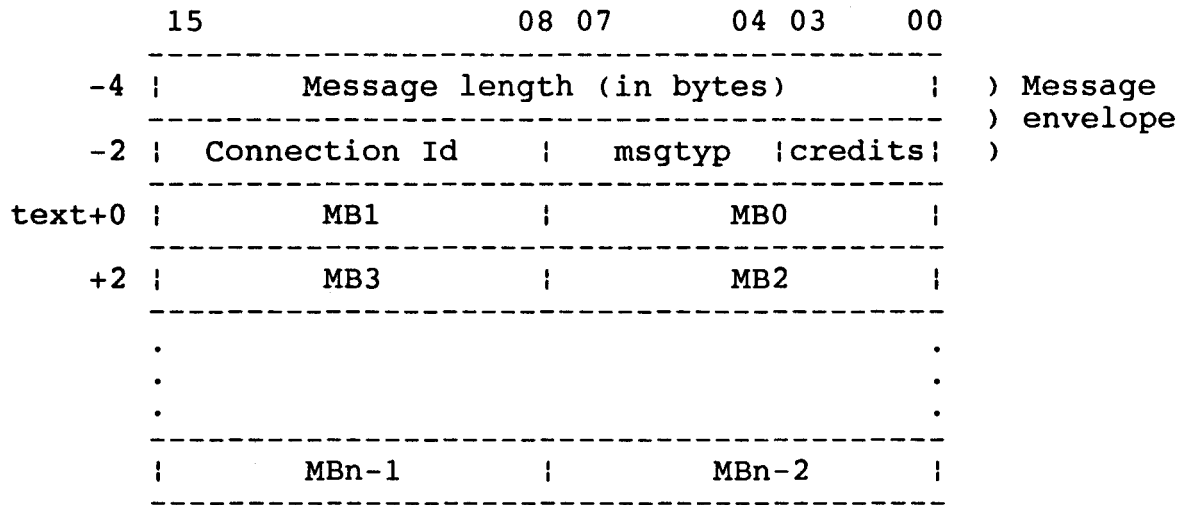 15 08 07 04 03 00
-4 | Message length (in bytes) | ) Message
) envelope
-2 | Connection Id | msgtyp |credits| )
text+0 | MB1 | MB0 |
+2 | MB3 | MB2 |
. .
. .
. .
| MBn-1 | MBn-2 |